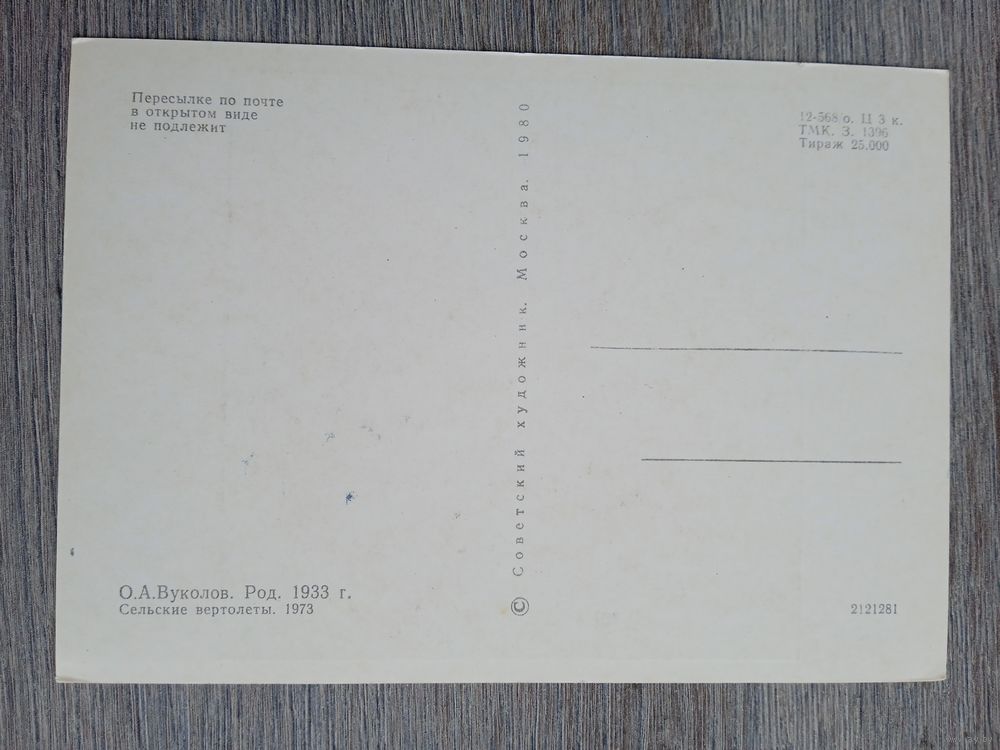 Пересылке по почте
в открытом виде
не подлежит
© Советский художник. Москва. 1980
12-568/о. Ц 3 к.
ТМК. З. 1396
Тираж 25.000
О.А.Вуколов. Род. 1933 г.
Сельские вертолеты. 1973
2121281